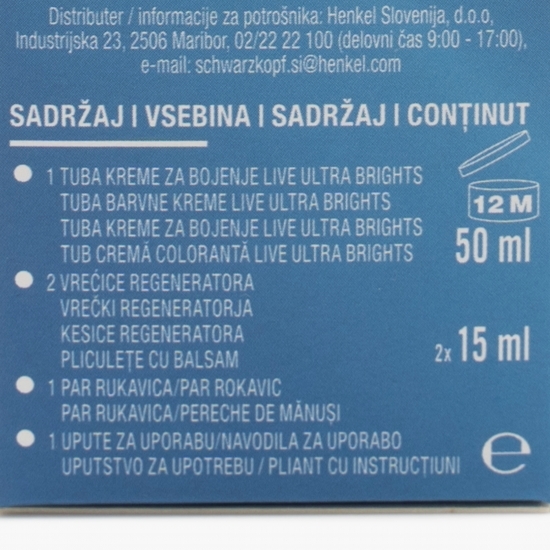 Distributer / informacije za potrošnika: Henkel Slovenija, d.o.o,
Industrijska 23, 2506 Maribor, 02/22 22 100 (delovni čas 9:00 - 17:00),
e-mail: schwarzkopf.si@henkel.com
SADRŽAJ | VSEBINA | SADRŽAJ | CONȚINUT
1 TUBA KREME ZA BOJENJE LIVE ULTRA BRIGHTS
TUBA BARVNE KREME LIVE ULTRA BRIGHTS
TUBA KREME ZA BOJENJE LIVE ULTRA BRIGHTS
TUB CREMĂ COLORANTĂ LIVE ULTRA BRIGHTS
12 M
50 ml
2 VREĆICE REGENERATORA
VREČKI REGENERATORJA
KESICE REGENERATORA
PLICULEȚE CU BALSAM
2x 15 ml
1 PAR RUKAVICA/PAR ROKAVIC
PAR RUKAVICA/PERECHE DE MĂNUȘI
1 UPUTE ZA UPORABU/NAVODILA ZA UPORABO
UPUTSTVO ZA UPOTREBU / PLIANT CU INSTRUCȚIUNI
℮